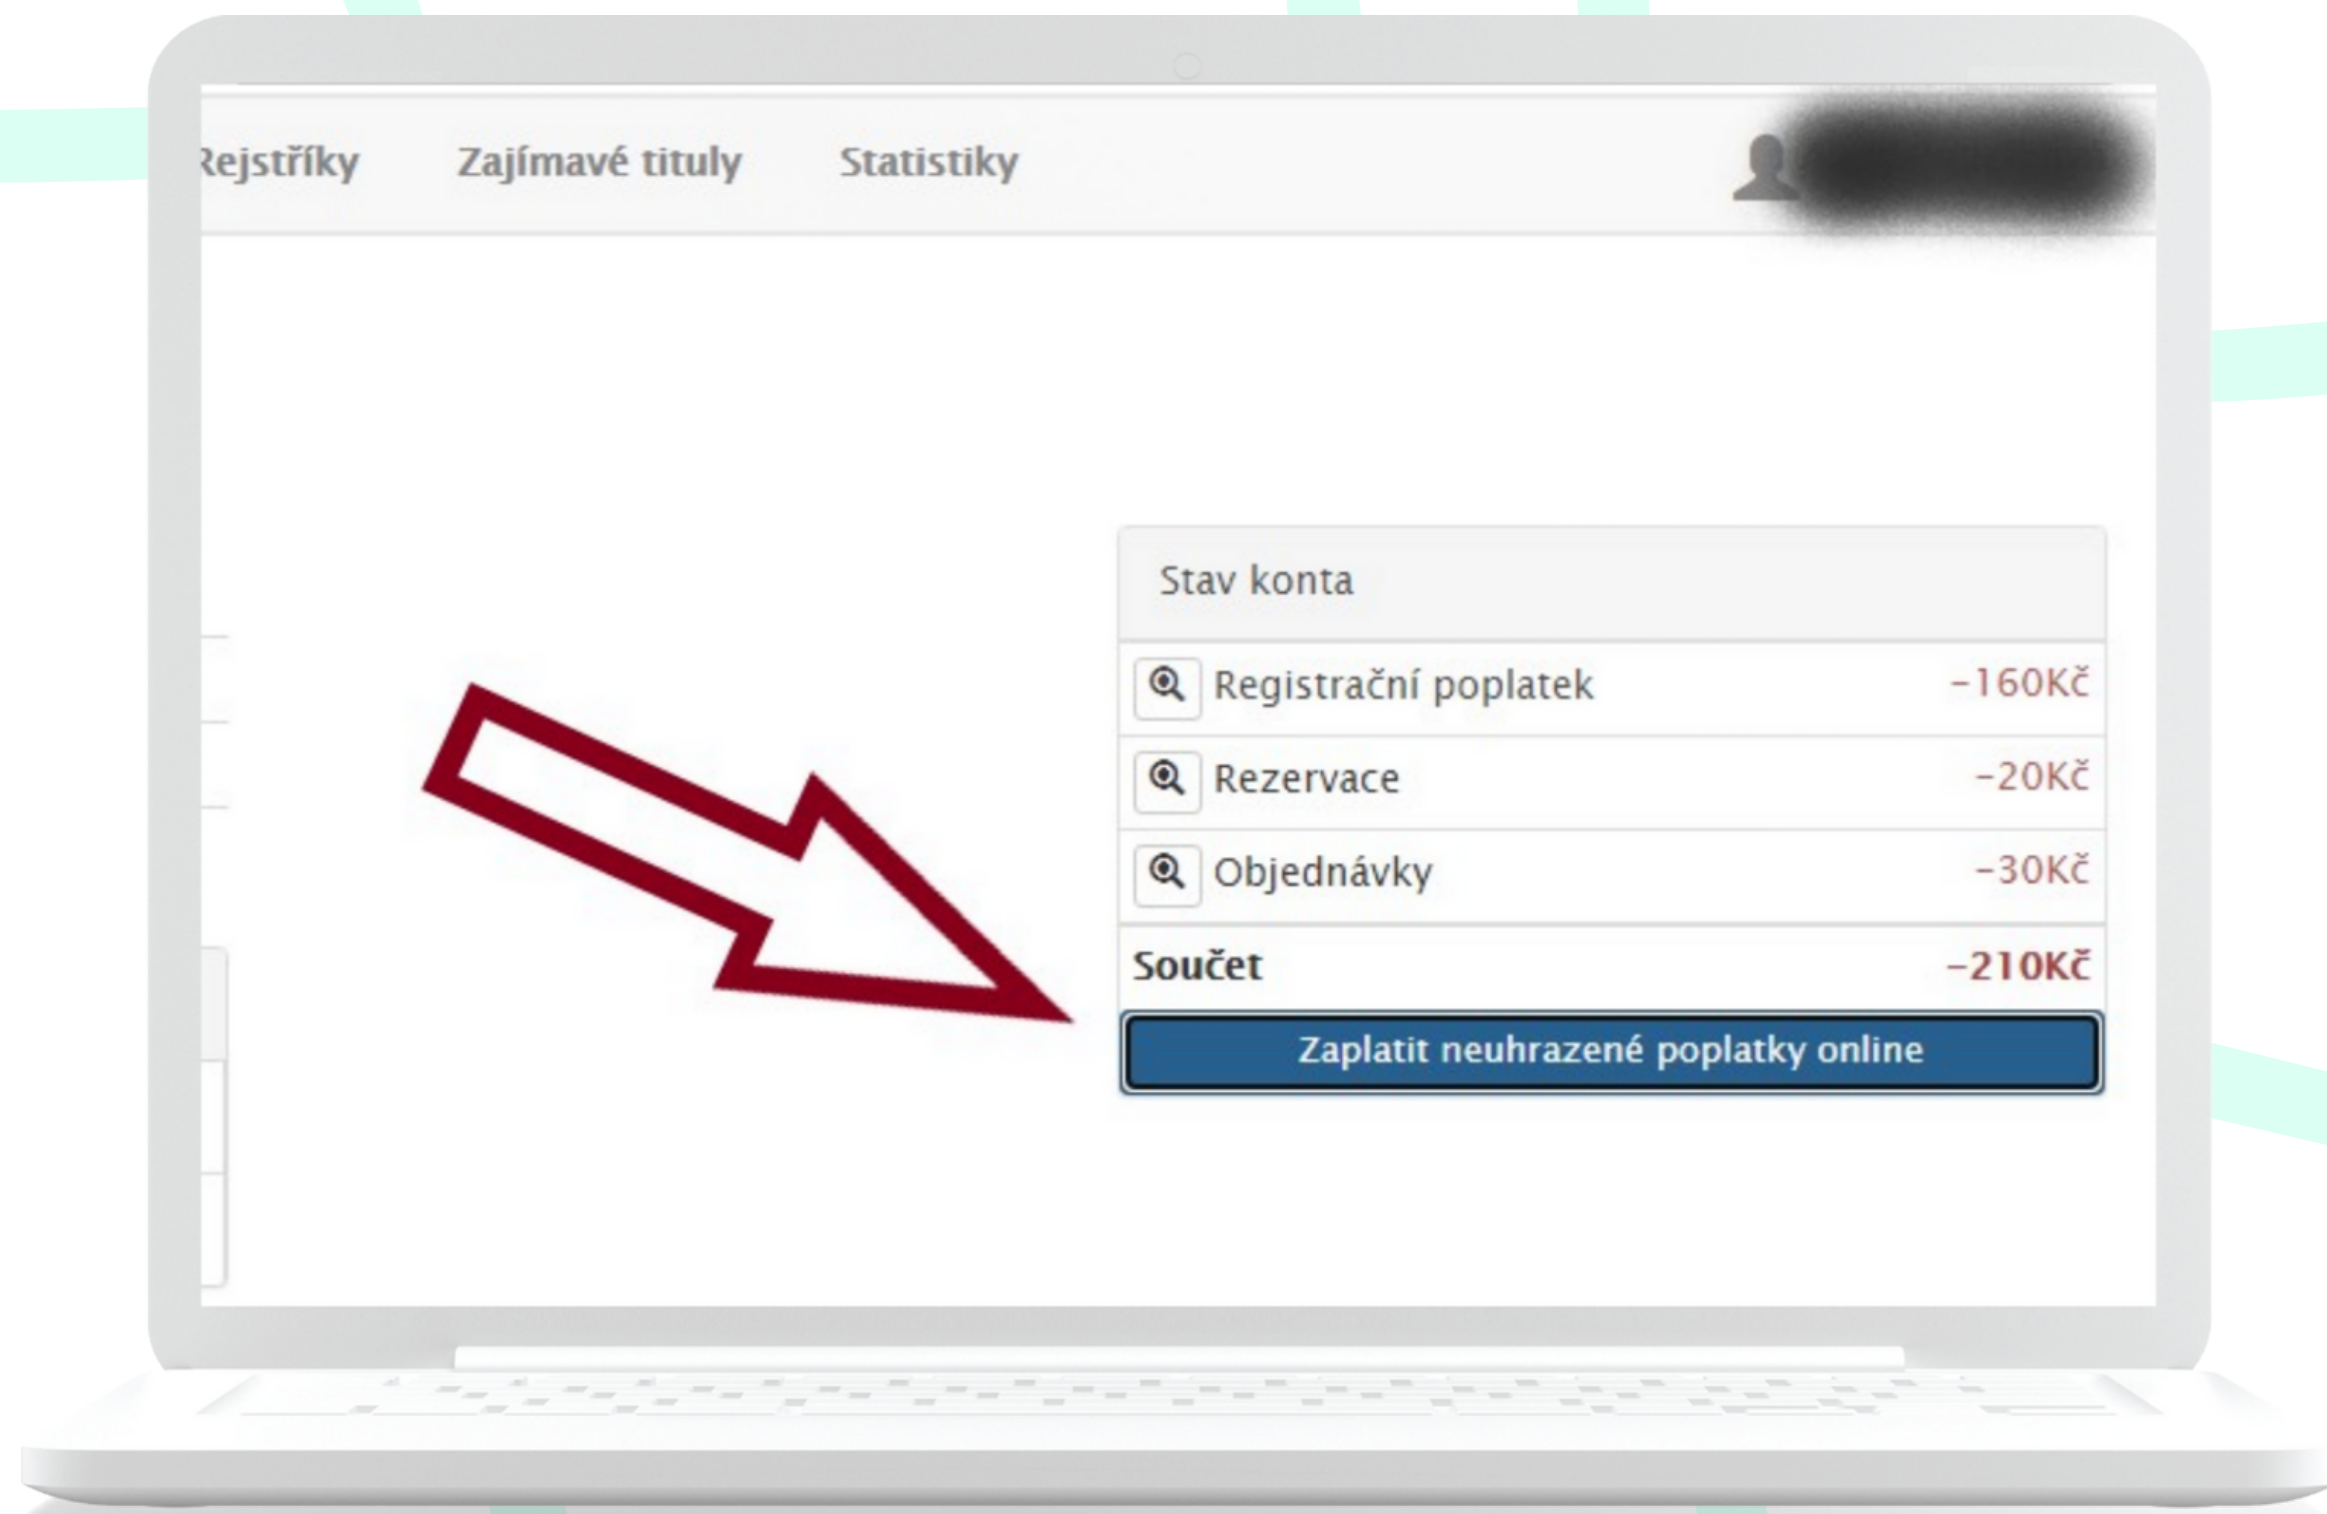 Rejstříky Zajímavé tituly Statistiky
Stav konta
Registrační poplatek -160Kč
Rezervace -20Kč
Objednávky -30Kč
Součet -210Kč
Zaplatit neuhrazené poplatky online